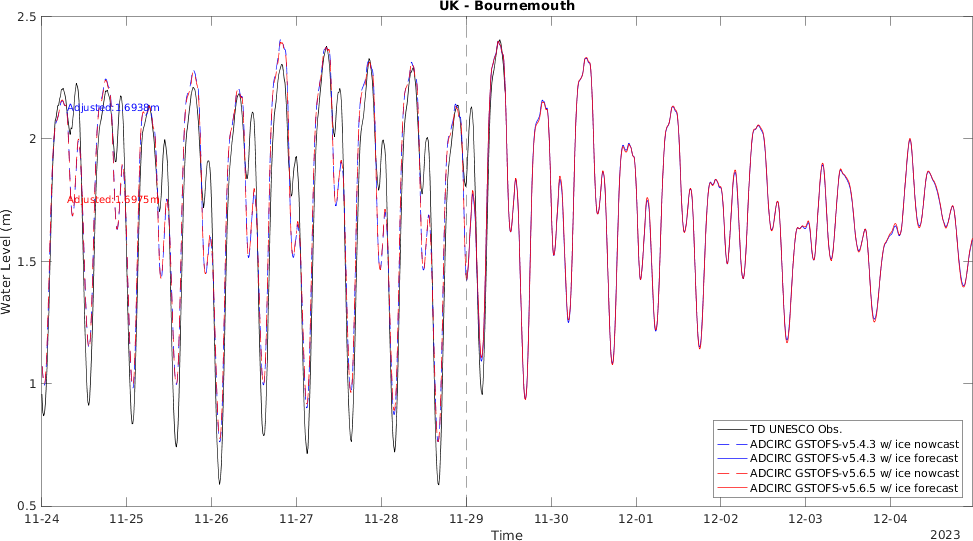 UK - Bournemouth
2.5
2
1.5
1
0.5
Water Level (m)
Adjusted:1.6939m
Adjusted:1.5975m
TD UNESCO Obs.
ADCIRC GSTOFS-v5.4.3 w/ ice nowcast
ADCIRC GSTOFS-v5.4.3 w/ ice forecast
ADCIRC GSTOFS-v5.6.5 w/ ice nowcast
ADCIRC GSTOFS-v5.6.5 w/ ice forecast
11-24 11-25 11-26 11-27 11-28 11-29 11-30 12-01 12-02 12-03 12-04
Time
2023